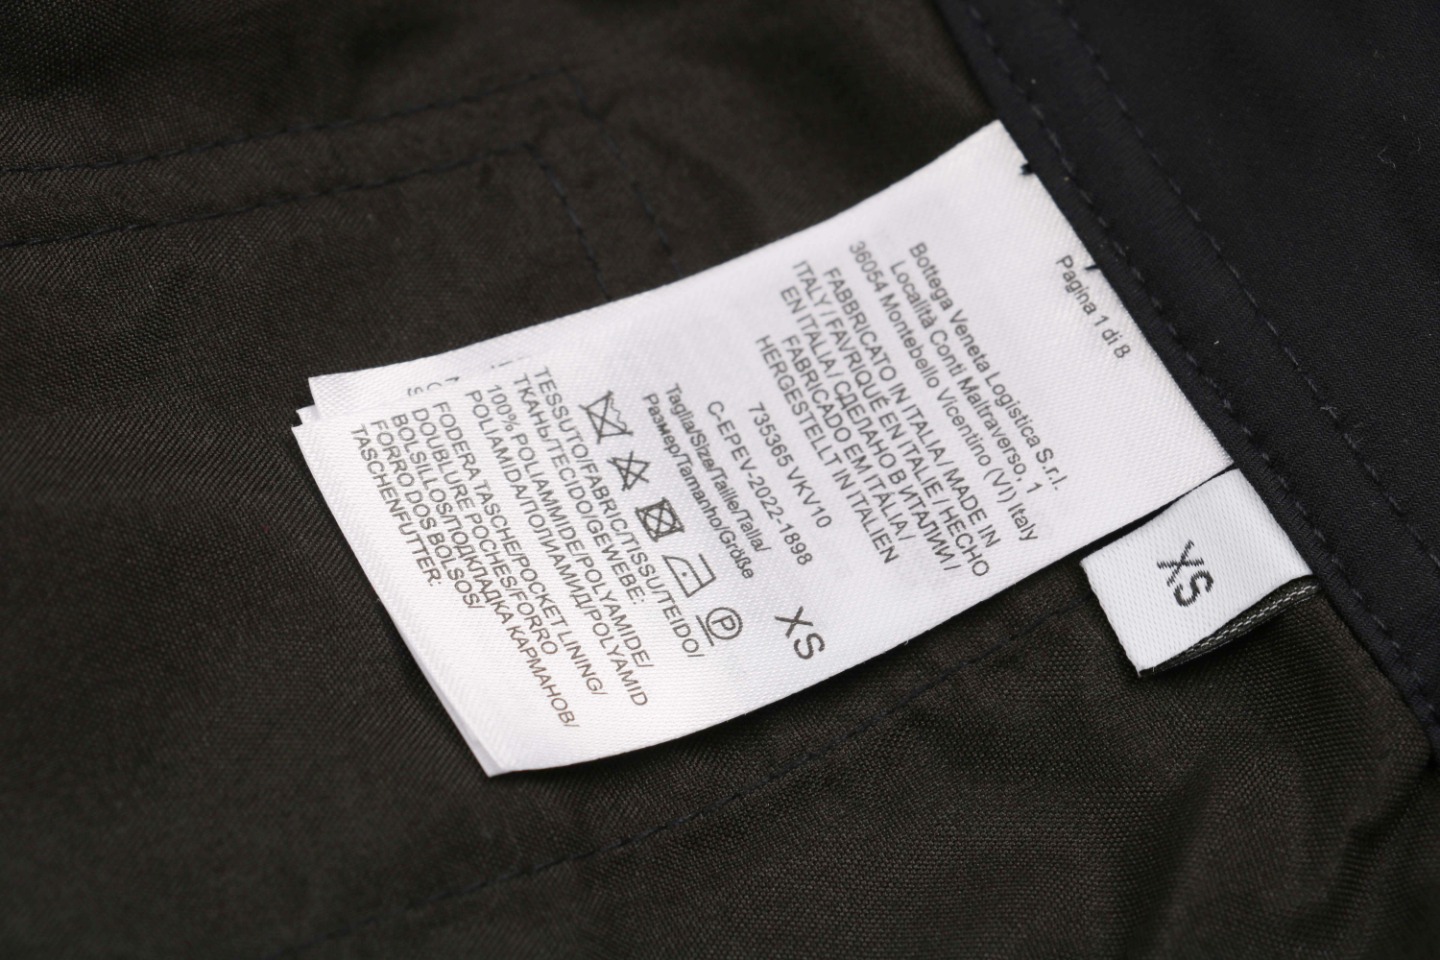 Pagina 1 di 8
Bottega Veneta Logistica S.r.l.
Località Conti Maltraverso, 1
36054 Montebello Vicentino (VI) Italy
FABBRICATO IN ITALIA/ MADE IN
ITALY / FAVRIQUÈ EN ITALIE / HECHO
EN ITALIA / СДЕЛАНО В ИТАЛИИ /
FABRICADO EM ITÁLIA /
HERGESTELLT IN ITALIEN
735365 VKV10
C-EPEV-2022-1898
Taglia/Size/Taille/Talla/
Размер/Tamanho/Größe
XS
P
TESSUTO/FABRIC/TISSU/TEIDO/
ТКАНЬ/TECIDO/GEWEBE:
100% POLIAMMIDE/POLYAMIDE/
POLIAMIDA/ПОЛИАМИД/POLYAMID
FODERA TASCHE/POCKET LINING/
DOUBLURE POCHES/FORRO
BOLSILLOS/ПОДКЛАДКА КАРМАНОВ/
FORRO DOS BOLSOS/
TASCHENFUTTER:
XS